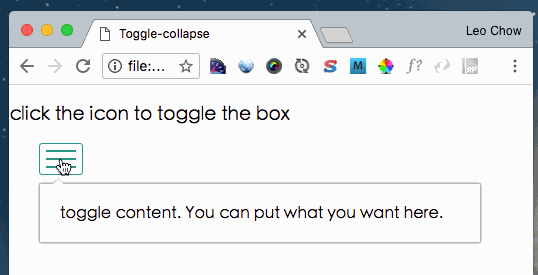 Toggle-collapse
Leo Chow
file:...
click the icon to toggle the box
toggle content. You can put what you want here.